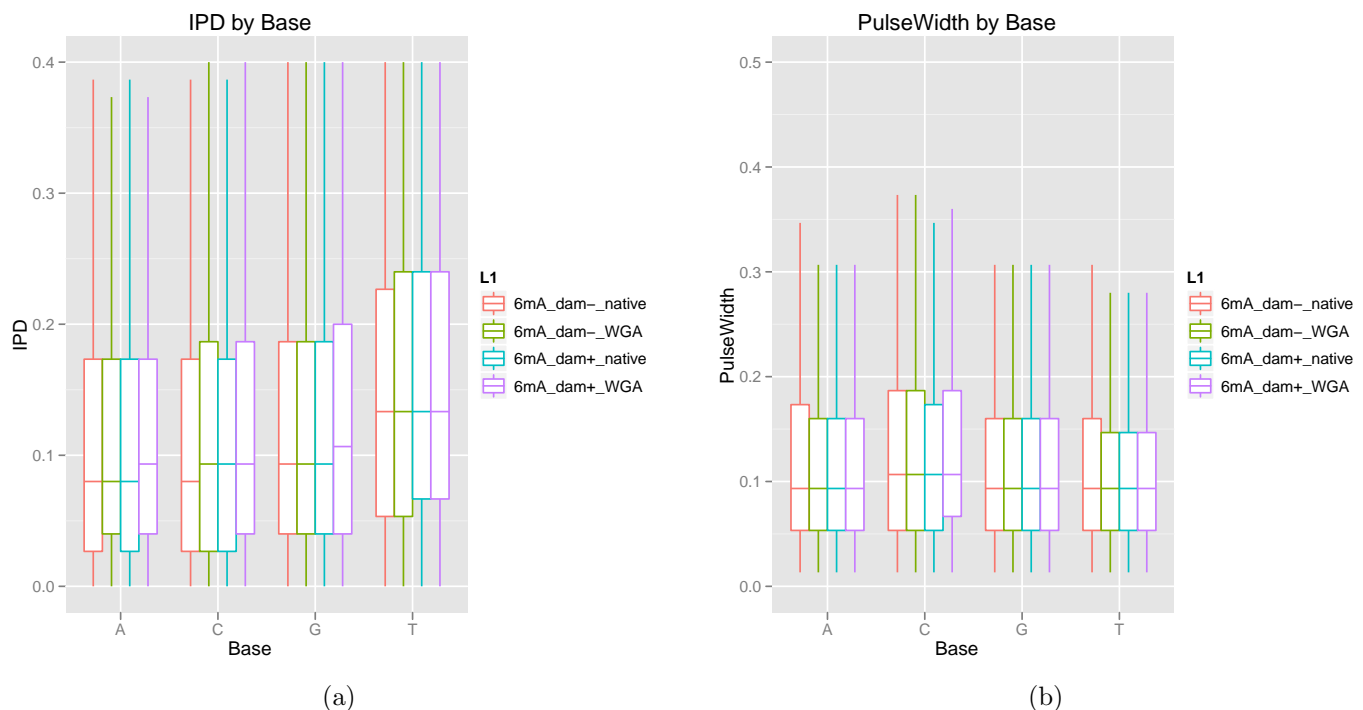 IPD by Base
0.4
0.3
0.2
0.1
0.0
IPD
A C G T
Base
L1
6mA_dam−_native
6mA_dam−_WGA
6mA_dam+_native
6mA_dam+_WGA
(a)
PulseWidth by Base
0.5
0.4
0.3
0.2
0.1
0.0
PulseWidth
A C G T
Base
L1
6mA_dam−_native
6mA_dam−_WGA
6mA_dam+_native
6mA_dam+_WGA
(b)